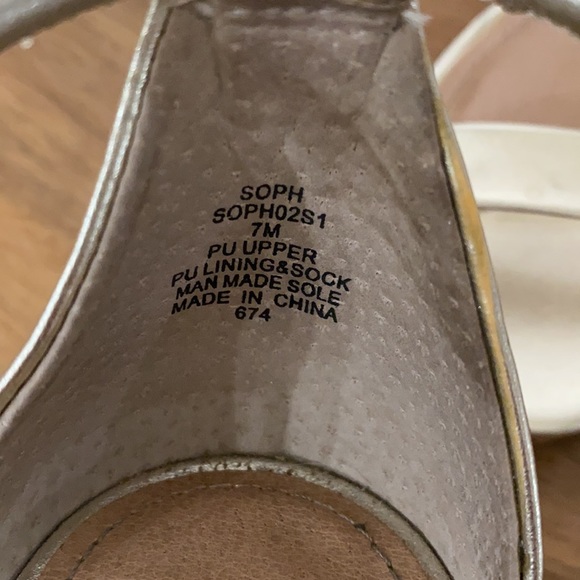 SOPH
SOPH02S1
7M
PU UPPER
PU LINING&SOCK
MAN MADE SOLE
MADE IN CHINA
674